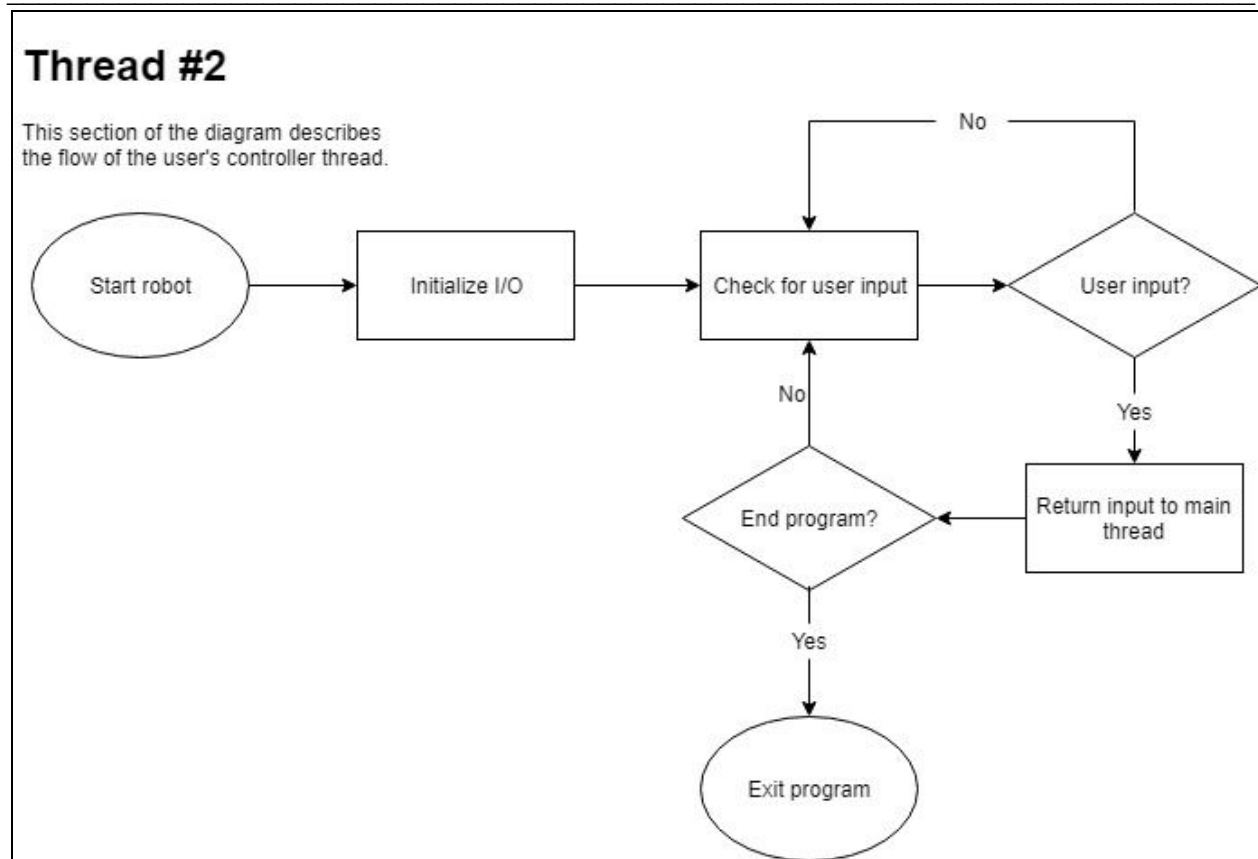 Thread #2
This section of the diagram describes
the flow of the user's controller thread.
No
Start robot
Initialize I/O
Check for user input
User input?
No
Yes
End program?
Return input to main
thread
Yes
Exit program